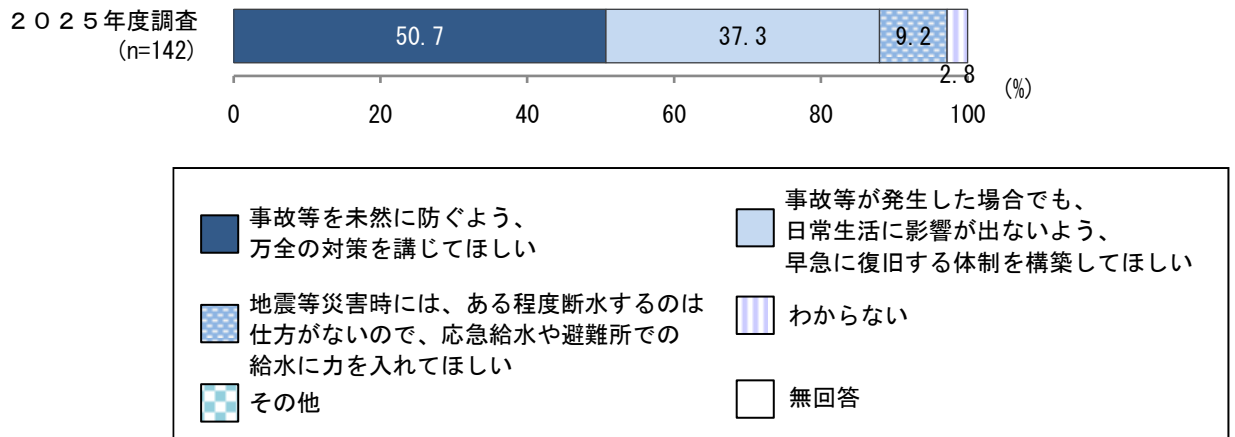 ２０２５年度調査
(n=142)
50.7
37.3
9.2
2.8
(%)
0
20
40
60
80
100
事故等を未然に防ぐよう、
万全の対策を講じてほしい
事故等が発生した場合でも、
日常生活に影響が出ないよう、
早急に復旧する体制を構築してほしい
地震等災害時には、ある程度断水するのは
仕方がないので、応急給水や避難所での
給水に力を入れてほしい
わからない
その他
無回答